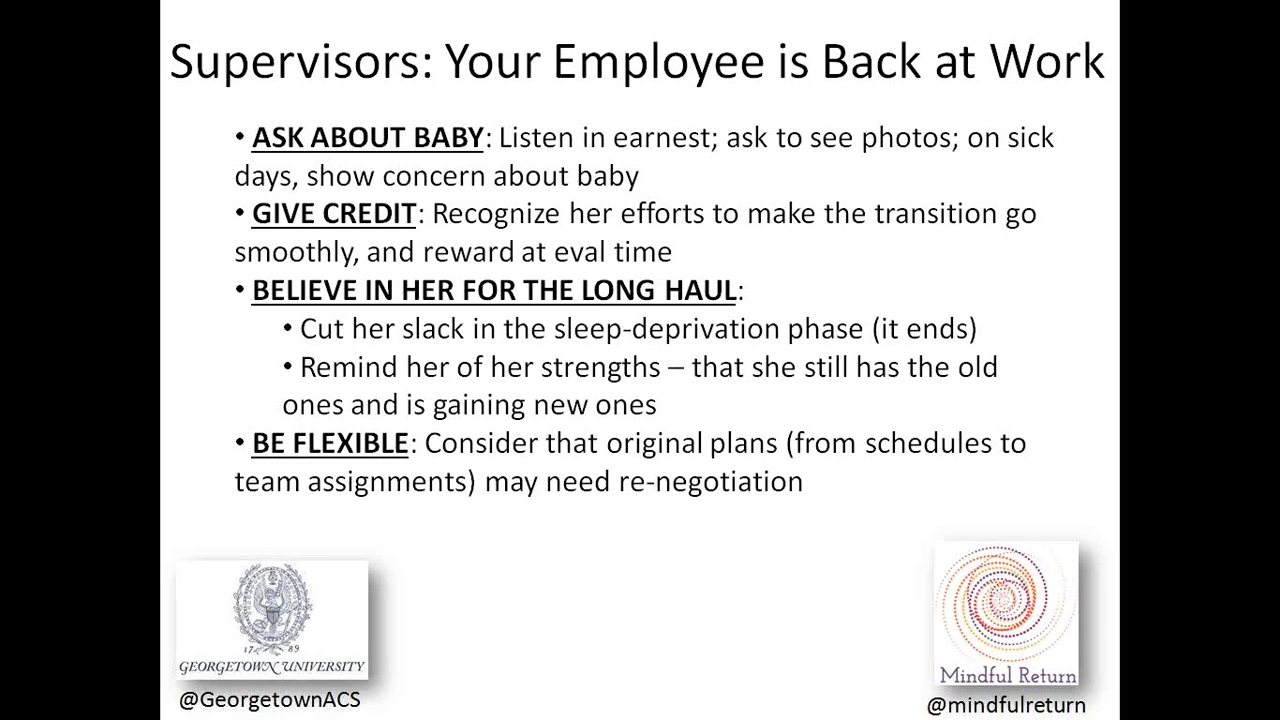 Supervisors: Your Employee is Back at Work
• ASK ABOUT BABY: Listen in earnest; ask to see photos; on sick
days, show concern about baby
• GIVE CREDIT: Recognize her efforts to make the transition go
smoothly, and reward at eval time
• BELIEVE IN HER FOR THE LONG HAUL:
• Cut her slack in the sleep-deprivation phase (it ends)
• Remind her of her strengths – that she still has the old
ones and is gaining new ones
• BE FLEXIBLE: Consider that original plans (from schedules to
team assignments) may need re-negotiation
17 89
GEORGETOWN UNIVERSITY
@GeorgetownACS
Mindful Return
@mindfulreturn